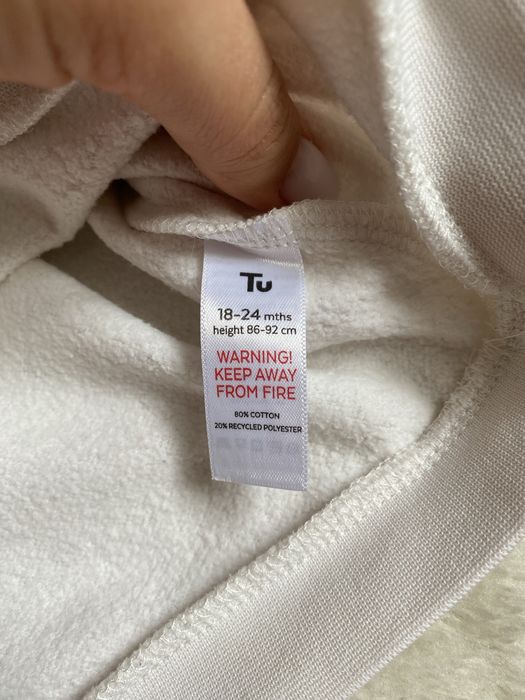 Tu
18-24 mths
height 86-92 cm
WARNING!
KEEP AWAY
FROM FIRE
80% COTTON
20% RECYCLED POLYESTER